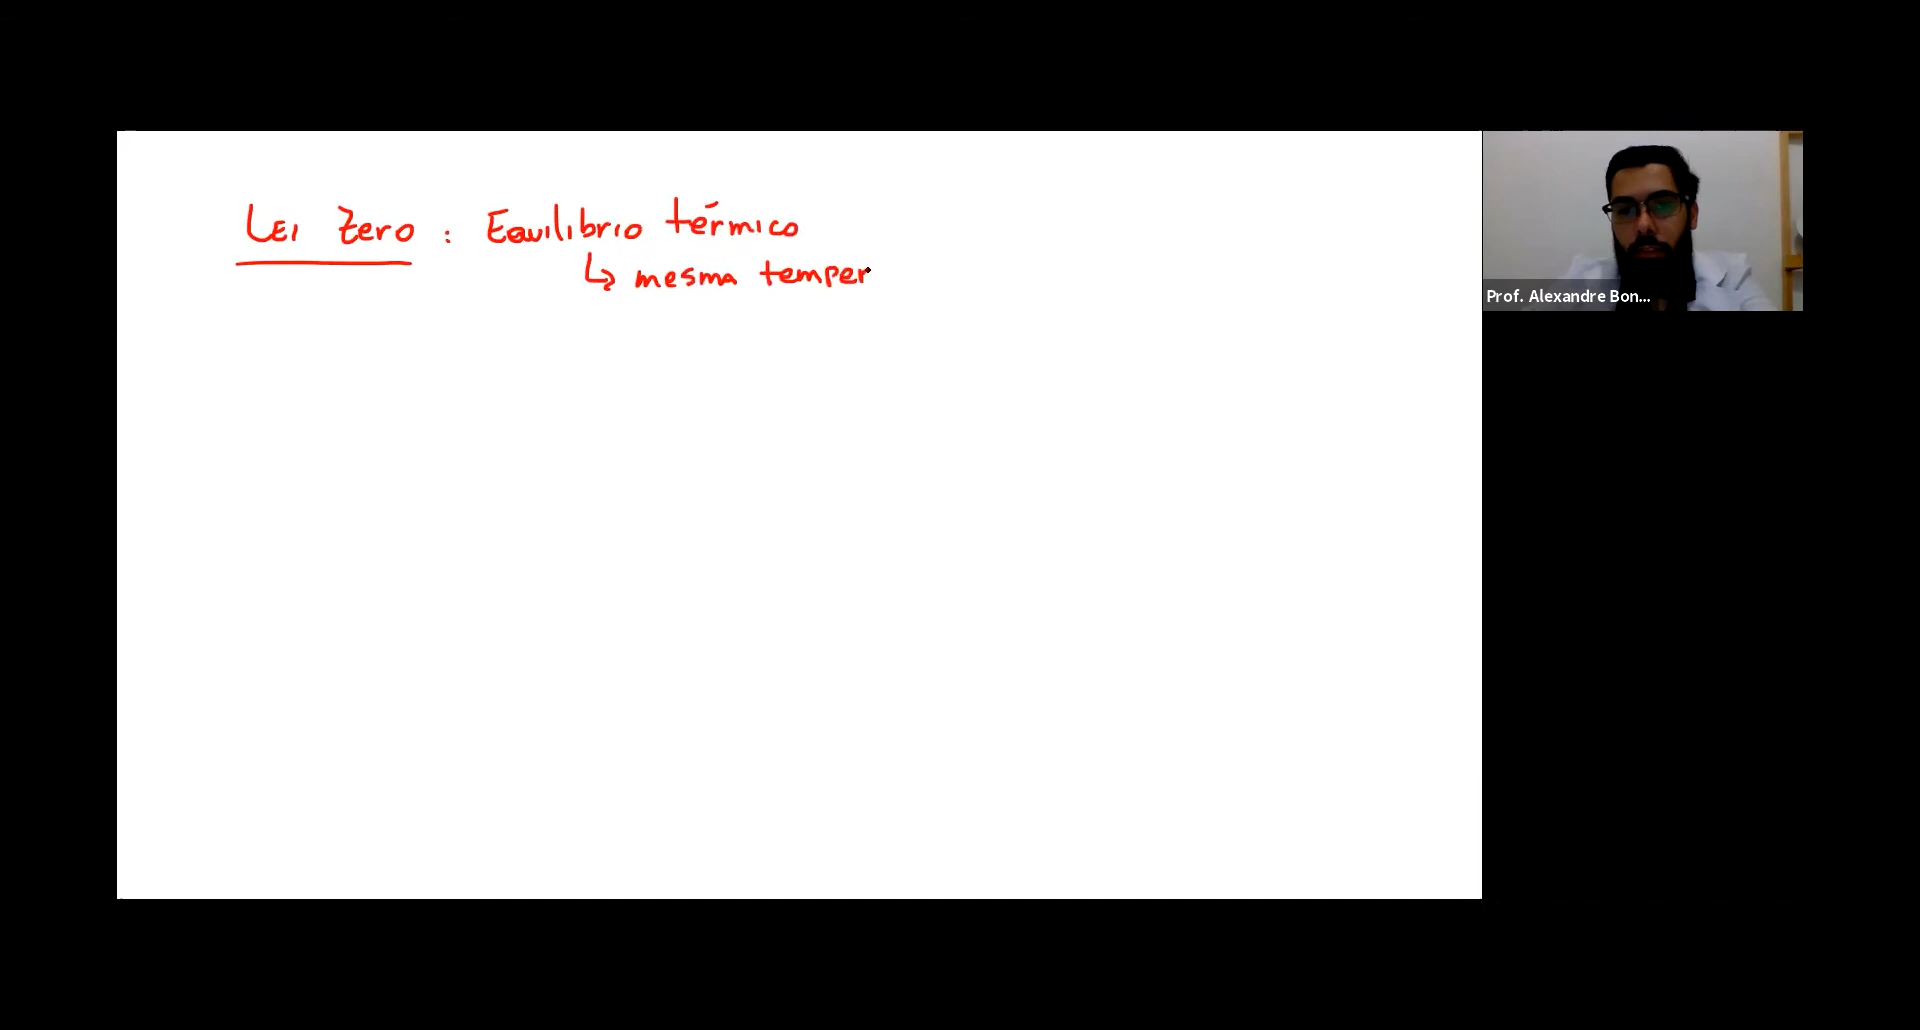 LEI Zero : Equilibrio térmico
↳ mesma temper
Prof. Alexandre Bon...